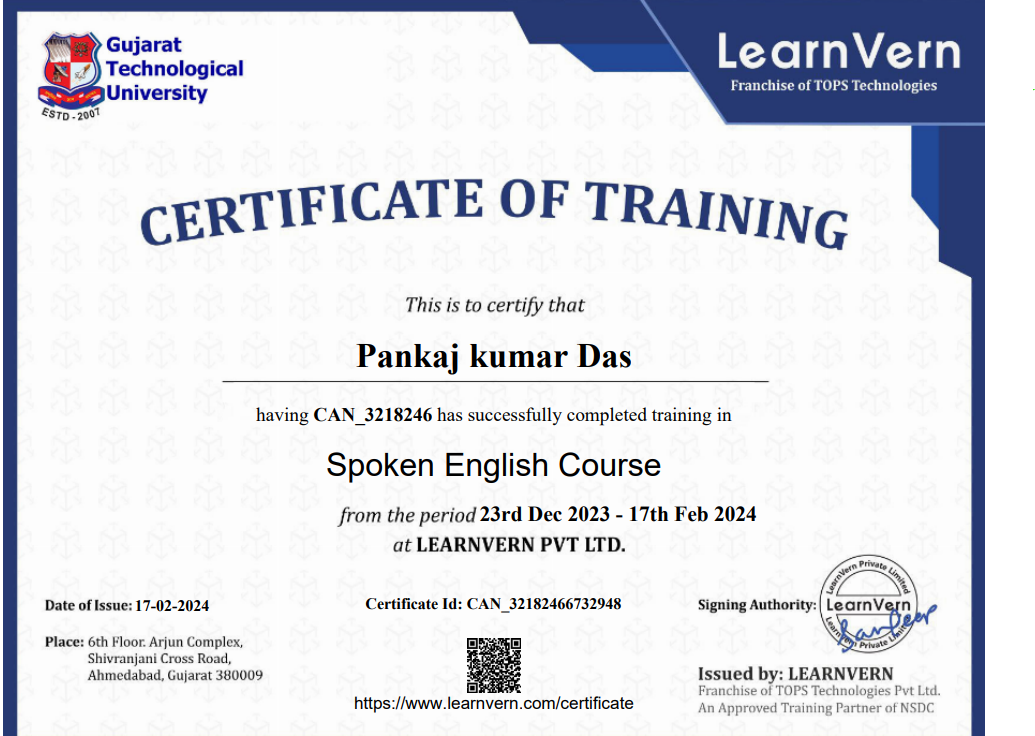 Gujarat
Technological
University
ESTD - 2007
LearnVern
Franchise of TOPS Technologies
CERTIFICATE OF TRAINING
This is to certify that
Pankaj kumar Das
having CAN_3218246 has successfully completed training in
Spoken English Course
from the period 23rd Dec 2023 - 17th Feb 2024
at LEARNVERN PVT LTD.
Date of Issue: 17-02-2024
Certificate Id: CAN_32182466732948
Signing Authority:
LearnVern Private Limited
LearnVern
LearnVern Private Limited
Place: 6th Floor. Arjun Complex,
Shivranjani Cross Road,
Ahmedabad, Gujarat 380009
https://www.learnvern.com/certificate
Issued by: LEARNVERN
Franchise of TOPS Technologies Pvt Ltd.
An Approved Training Partner of NSDC